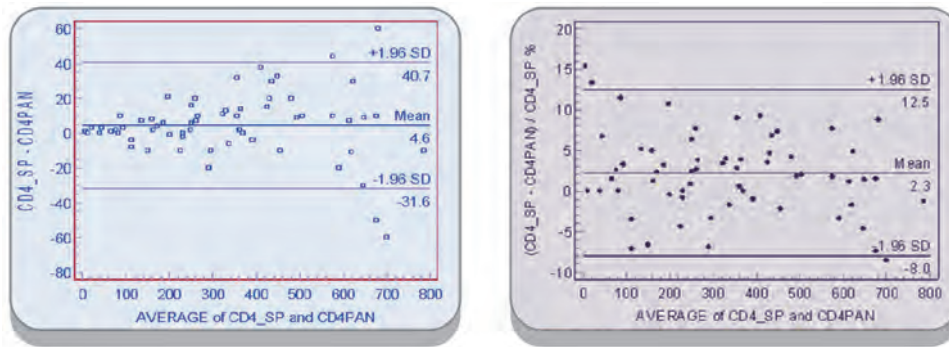 60
40
20
0
-20
-40
-60
-80
CD4_SP - CD4PAN
+1.96 SD
40.7
Mean
4.6
-1.96 SD
-31.6
0 100 200 300 400 500 600 700 800
AVERAGE of CD4_SP and CD4PAN
20
15
10
5
0
-5
-10
(CD4_SP - CD4PAN) / CD4_SP %
+1.96 SD
12.5
Mean
2.3
-1.96 SD
-8.0
0 100 200 300 400 500 600 700 800
AVERAGE of CD4_SP and CD4PAN